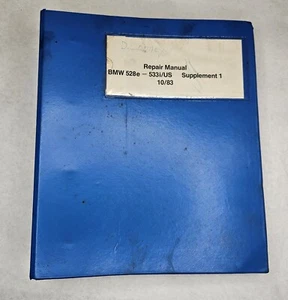 Repair Manual
BMW 528e — 533i/US Supplement 1
10/83